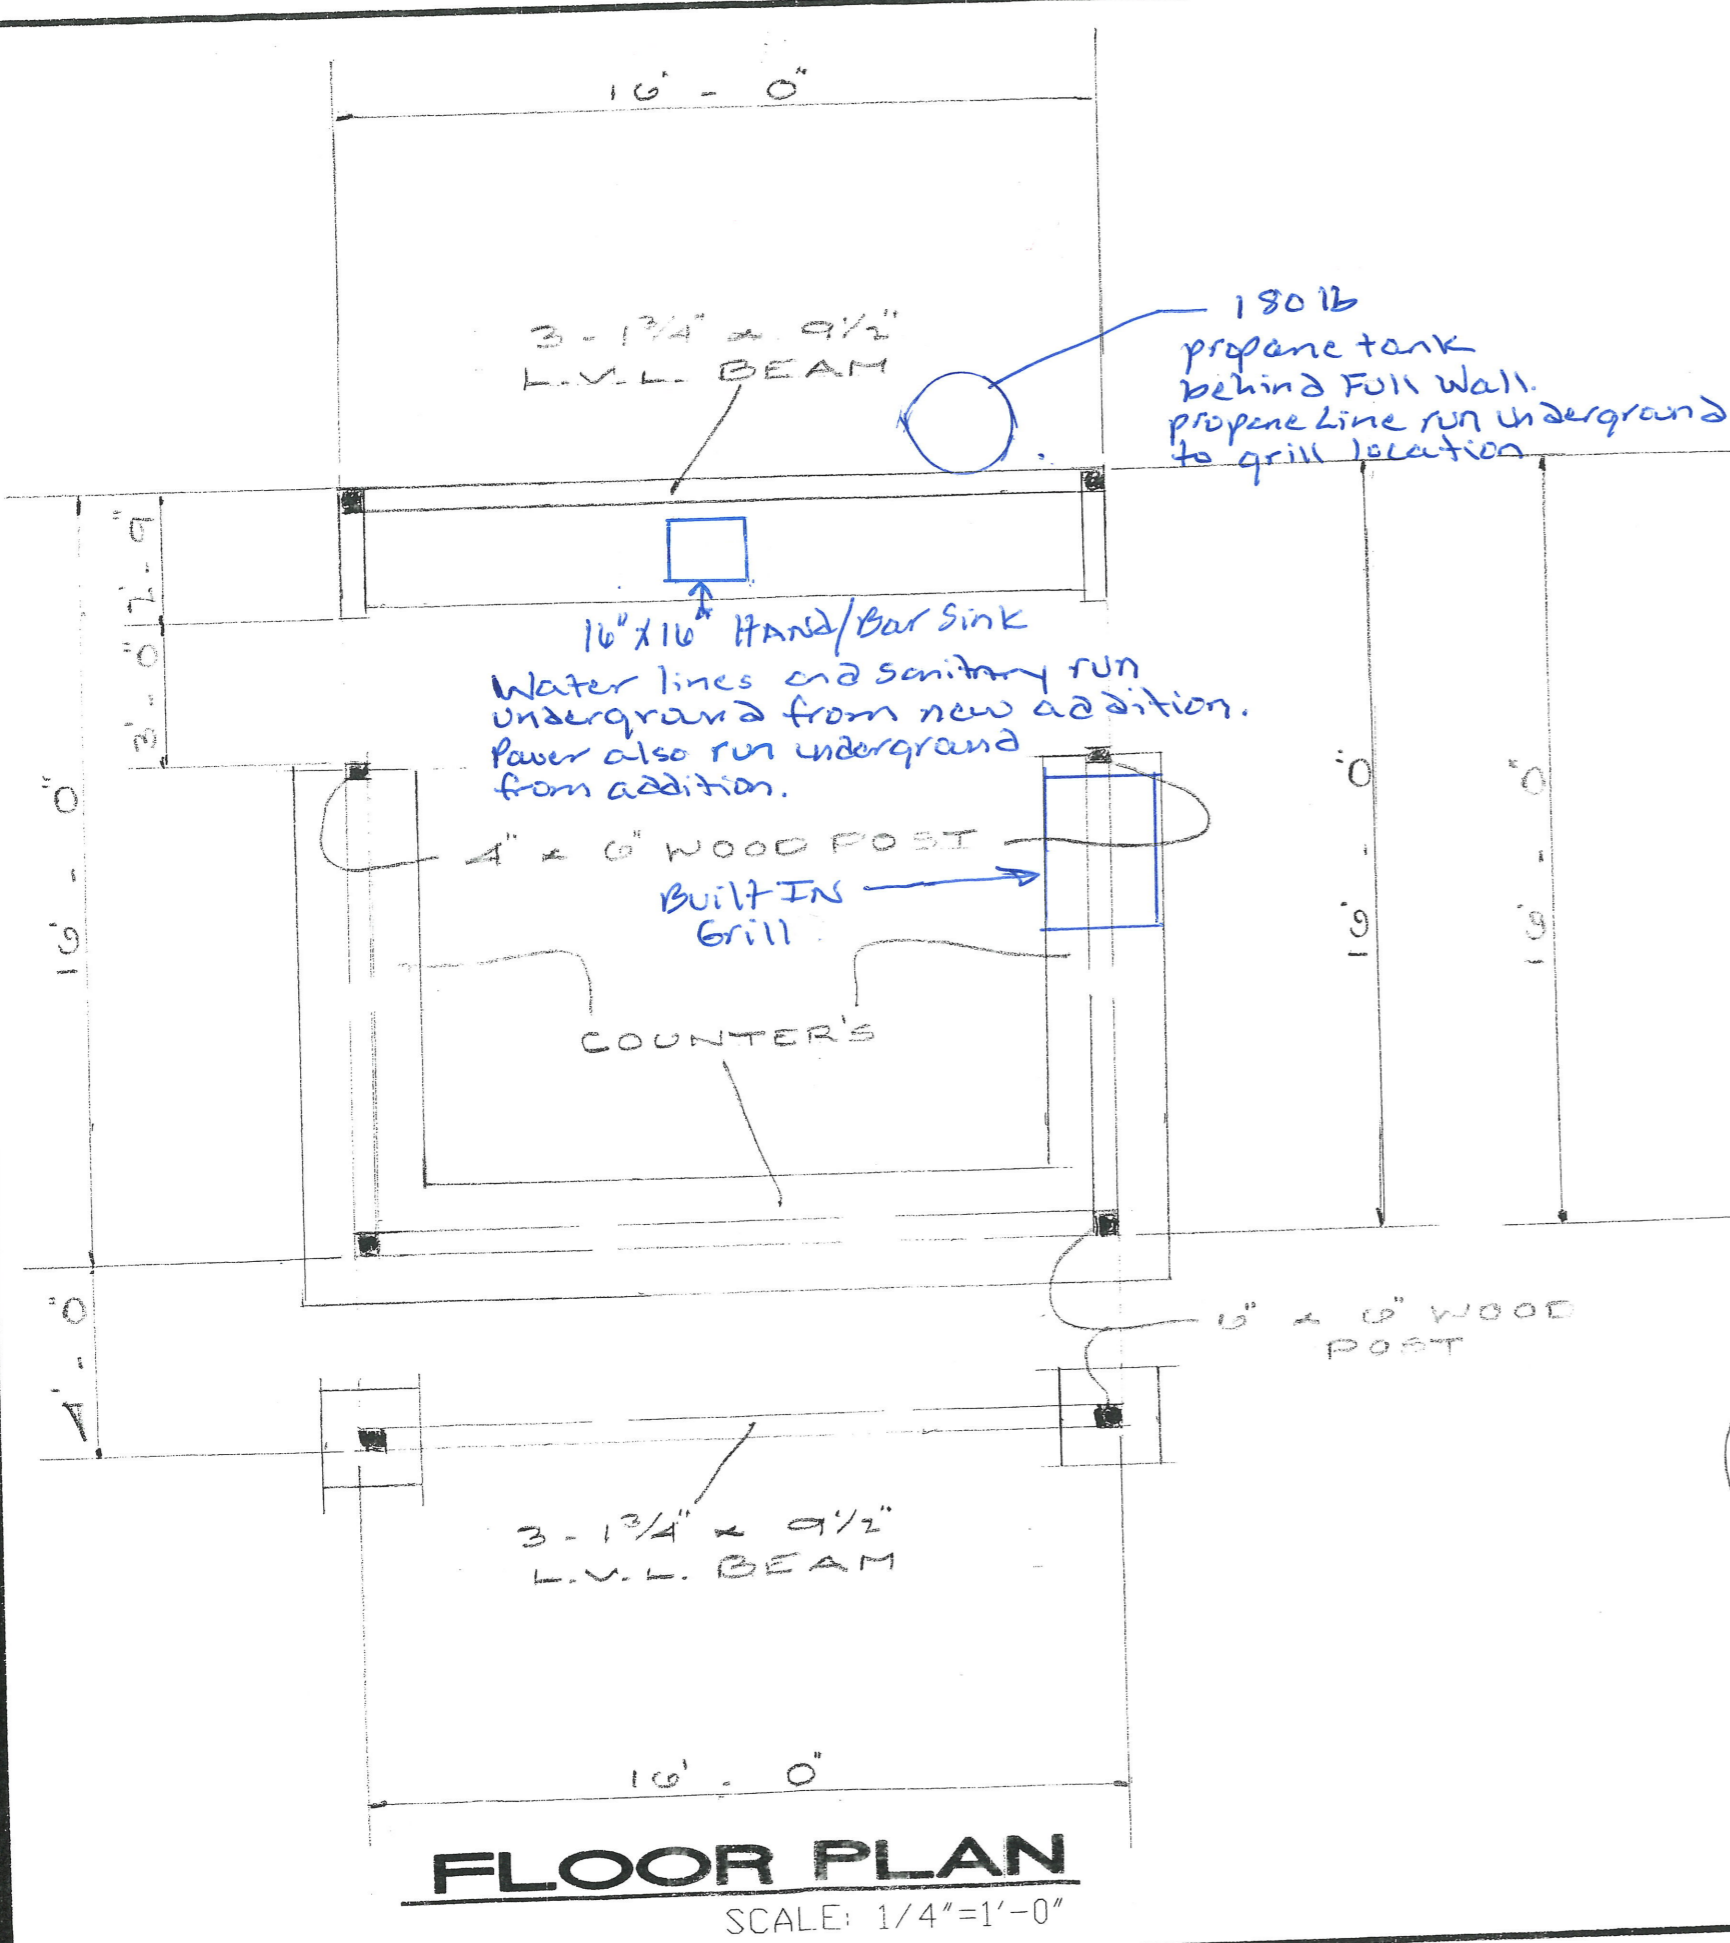 16' - 0"
3 - 1 3/4" x 9 1/2"
L.V.L. BEAM
180 lb
propane tank
behind Full Wall.
propane Line run underground
to grill location
2' - 9"
3' - 0"
16"x16" HAND/Bar Sink
Water lines and sanitary run
underground from new addition.
Power also run underground
from addition.
16' - 0"
16' - 0"
16' - 0"
4" x 6" WOOD POST
Built IN
Grill
COUNTER'S
4' - 0"
6" x 6" WOOD
POST
3 - 1 3/4" x 9 1/2"
L.V.L. BEAM
16' - 0"
FLOOR PLAN
SCALE: 1/4"=1'-0"